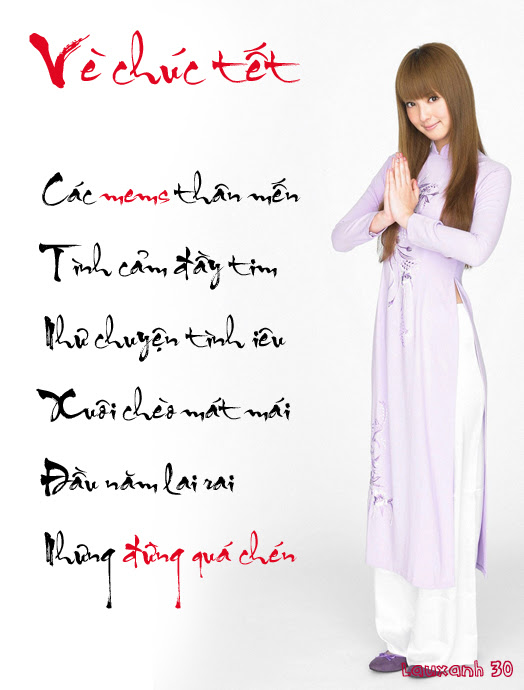 Vè chúc tết
Các mems thân mến
Tình cảm đầy tim
Như chuyện tình iêu
Xuôi chèo mát mái
Đầu năm lai rai
Nhưng đừng quá chén
Lauxanh 30